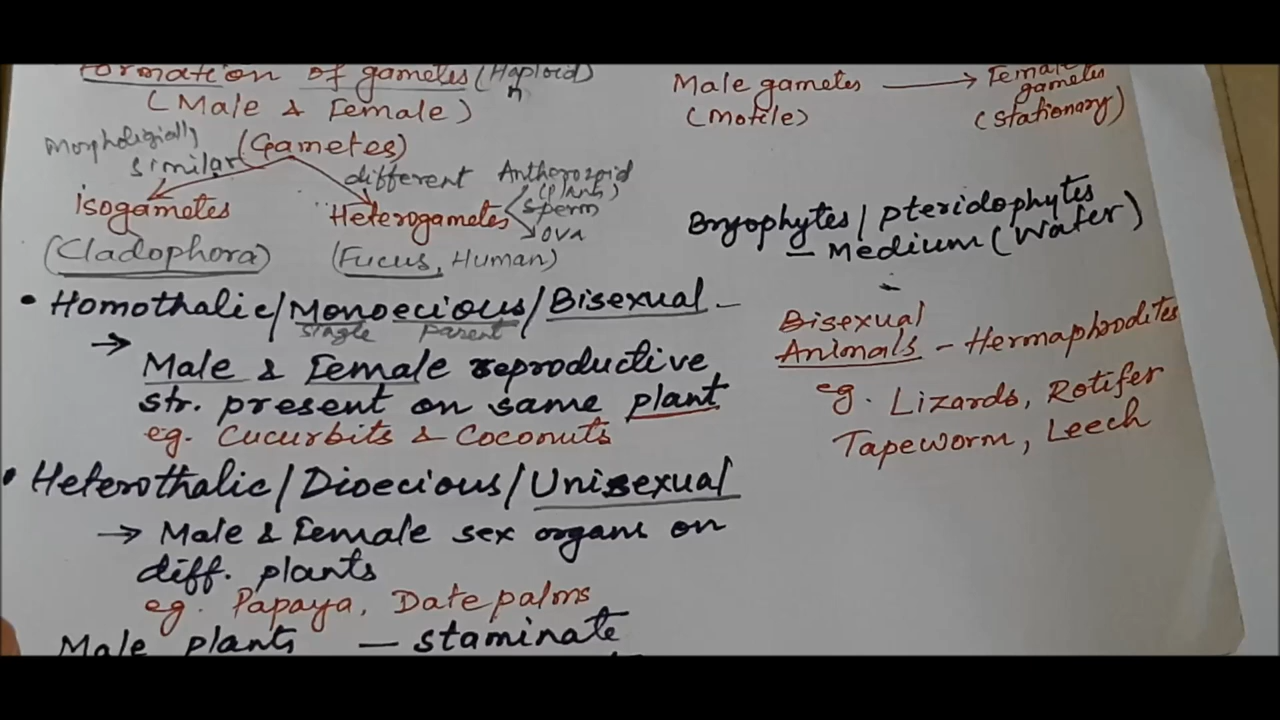 Formation of gametes (Haploid)
n
(Male & Female)
(Gametes)
Morphologially
similar
different
Antherozoid
(plants)
Sperm
Ova
Isogametes
Heterogametes
(Cladophora)
(Fucus, Human)
• Homothalic/Monoecious/Bisexual -
single parent
→ Male & Female reproductive
str. present on same plant
eg. Cucurbits & Coconuts
• Heterothalic/Dioecious/Unisexual
→ Male & Female sex organs on
diff. plants
eg. Papaya, Date palms
Male plants — staminate
Male gametes → Female
gametes
(Motile) (Stationary)
Bryophytes/pteridophytes
— Medium (Water)
Bisexual
Animals - Hermaphrodites
eg. Lizards, Rotifer
Tapeworm, Leech